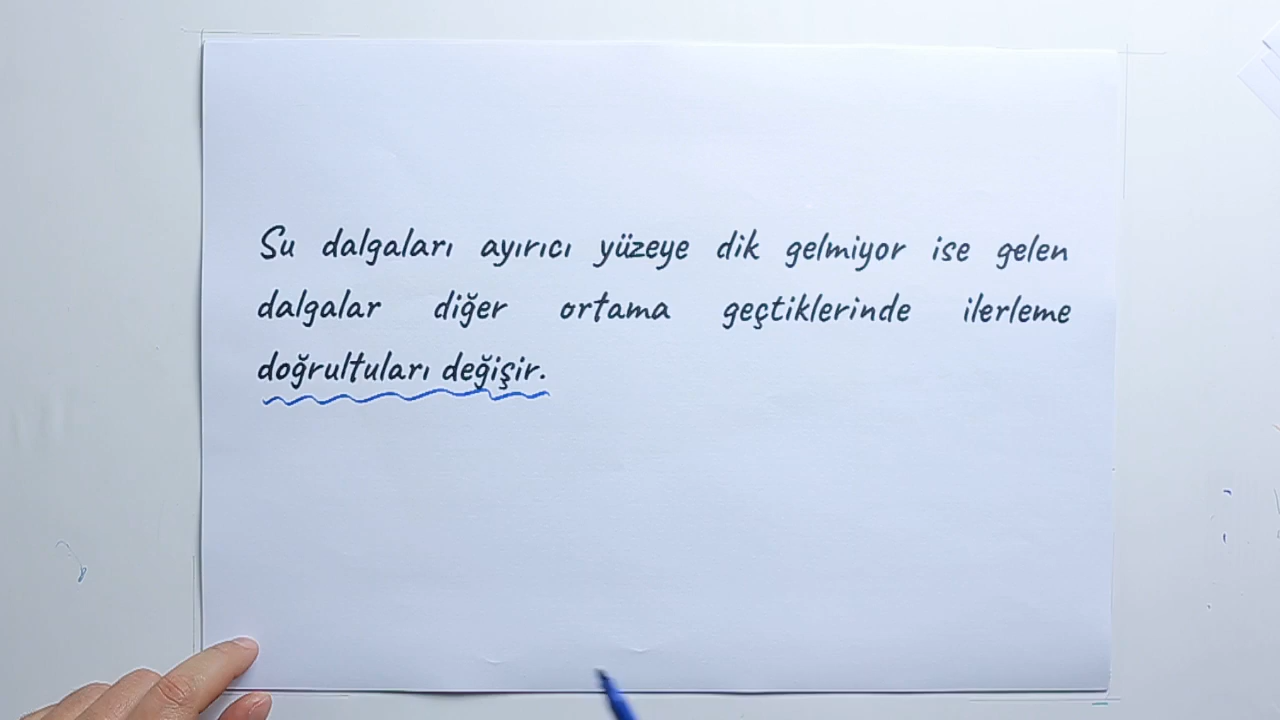 Su dalgaları ayırıcı yüzeye dik gelmiyor ise gelen
dalgalar diğer ortama geçtiklerinde ilerleme
doğrultuları değişir.